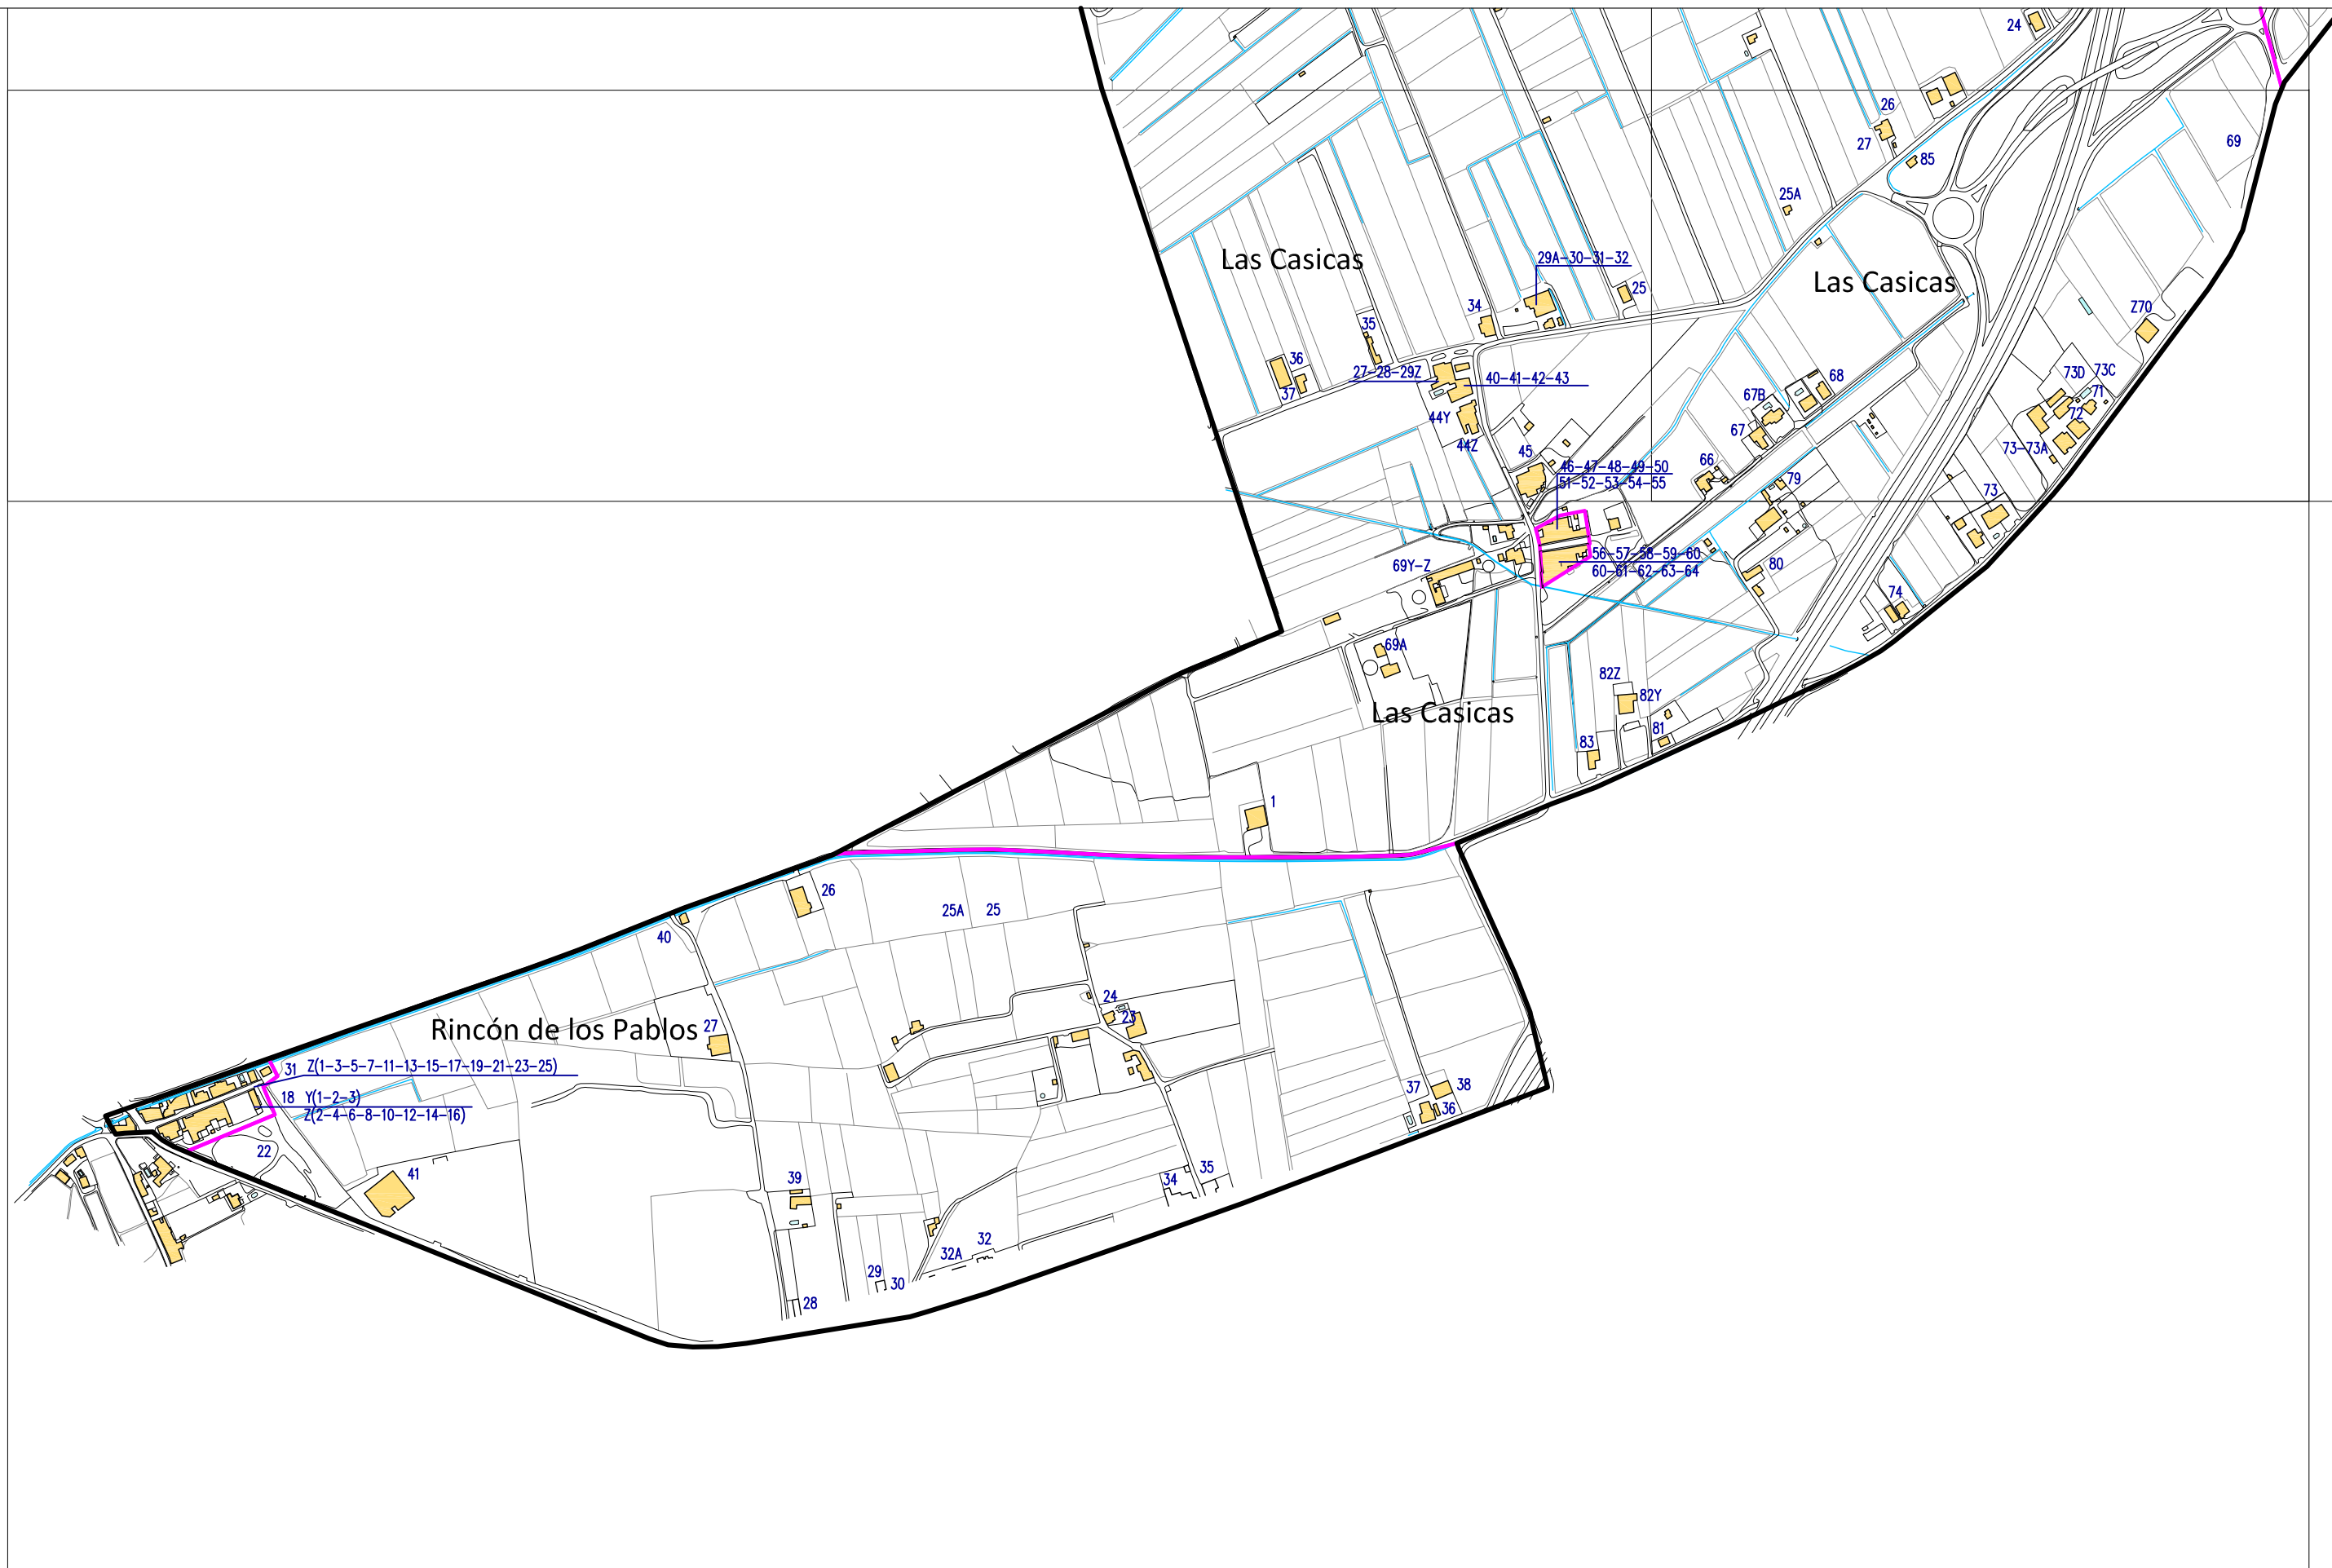 24
26
27
85
69
25A
Las Casicas
29A-30-31-32
Las Casicas
25
34
Z70
35
36
27-28-29Z
40-41-42-43
37
68
73D
73C
67B
71
44Y
72
67
44Z
45
73-73A
66
46-47-48-49-50
51-52-53-54-55
79
73
56-57-58-59-60
60-61-62-63-64
69Y-Z
80
74
69A
82Z
82Y
Las Casicas
81
83
1
26
25A
25
40
24
23
27
Rincón de los Pablos
31
Z(1-3-5-7-11-13-15-17-19-21-23-25)
18
Y(1-2-3)
Z(2-4-6-8-10-12-14-16)
37
38
36
22
41
39
34
35
32
32A
29
30
28